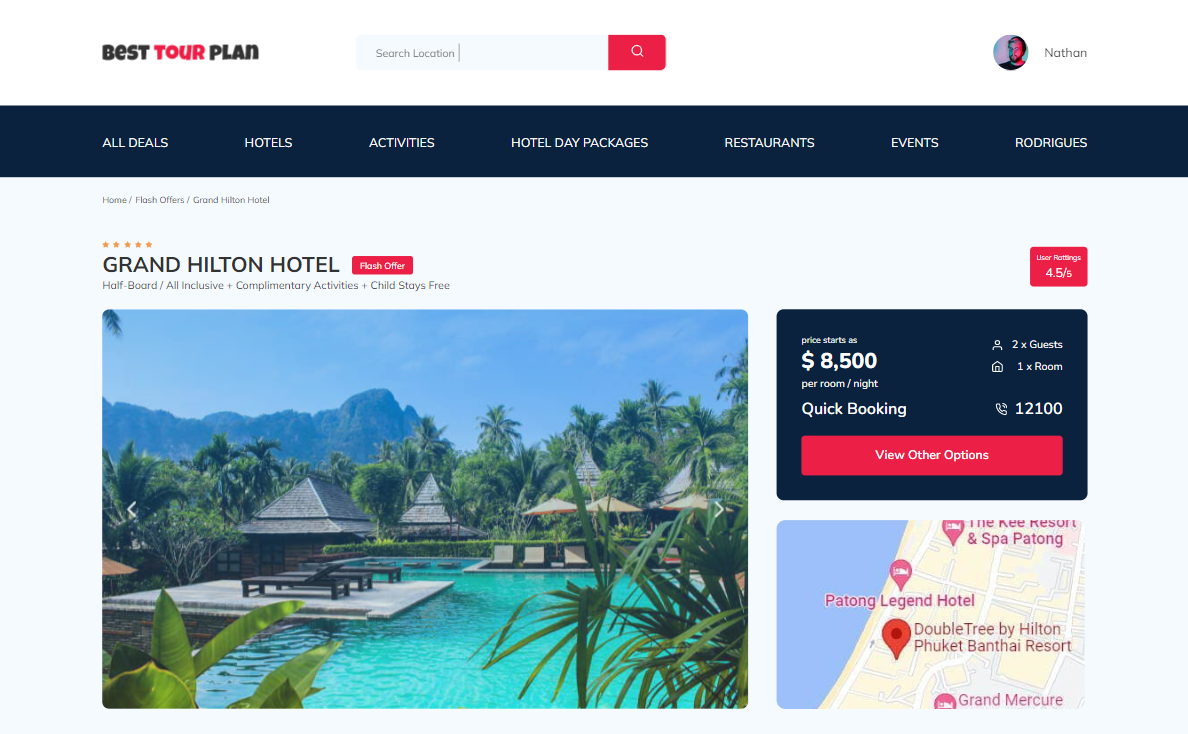 BEST TOUR PLAN
Search Location
Nathan
ALL DEALS
HOTELS
ACTIVITIES
HOTEL DAY PACKAGES
RESTAURANTS
EVENTS
RODRIGUES
Home / Flash Offers / Grand Hilton Hotel
GRAND HILTON HOTEL
Flash Offer
Half-Board / All Inclusive + Complimentary Activities + Child Stays Free
User Rattings
4.5/5
price starts as
$ 8,500
per room / night
2 x Guests
1 x Room
Quick Booking
12100
View Other Options
The Kee Resort
& Spa Patong
Patong Legend Hotel
DoubleTree by Hilton
Phuket Banthai Resort
Grand Mercure